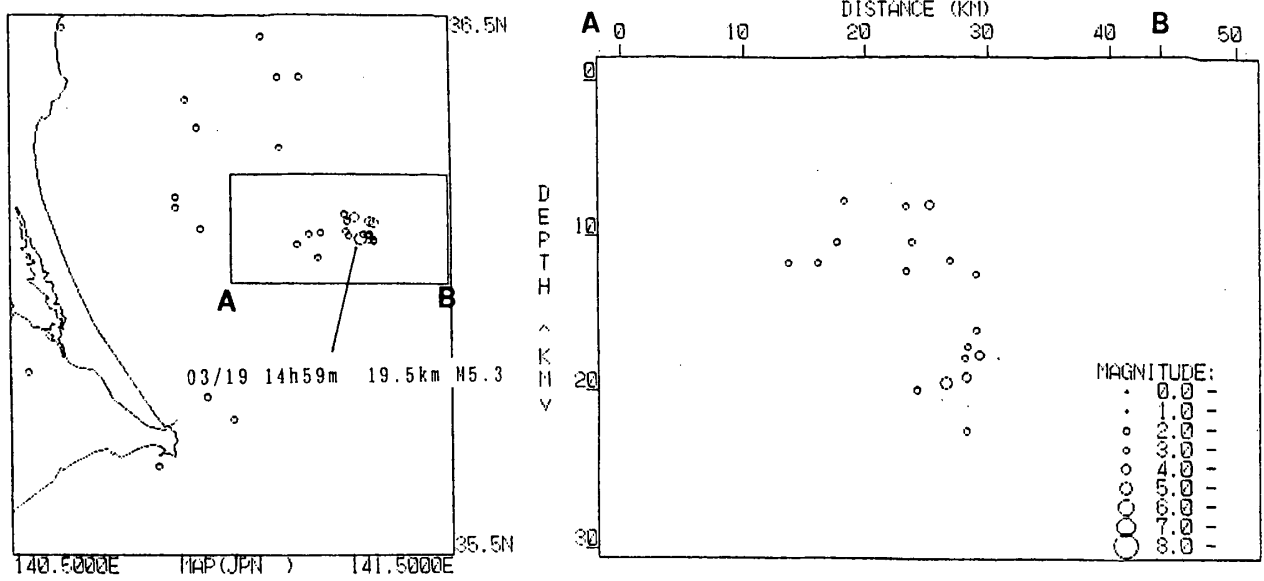 36.5N
A
B
03/19 14h59m 19.5km M5.3
35.5N
140.5000E MAP(JPN ) 141.5000E
A DISTANCE (KM) B
0 10 20 30 40 50
DEPTH ^KMV
0
10
20
30
MAGNITUDE:
0.0 -
1.0 -
2.0 -
3.0 -
4.0 -
5.0 -
6.0 -
7.0 -
8.0 -